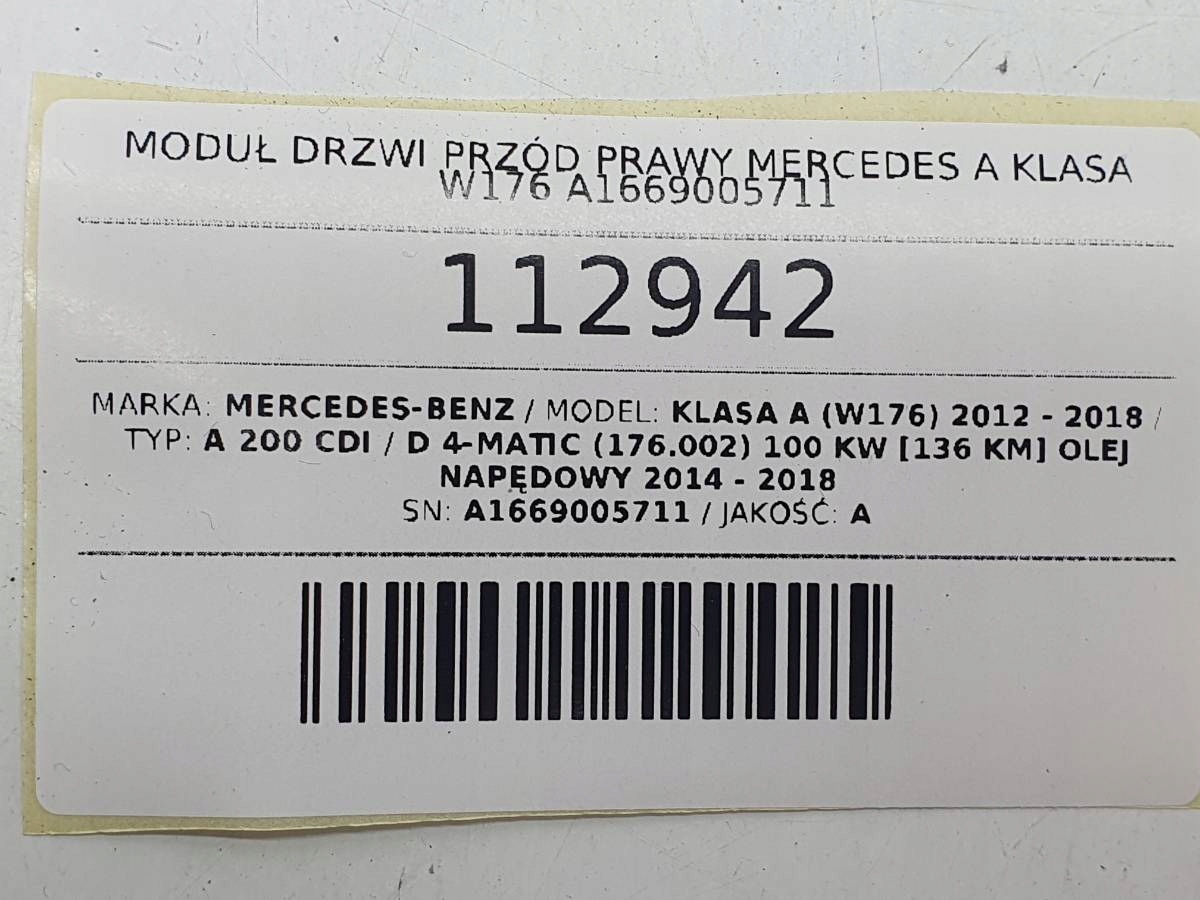 MODUŁ DRZWI PRZÓD PRAWY MERCEDES A KLASA
W176 A1669005711
112942
MARKA: MERCEDES-BENZ / MODEL: KLASA A (W176) 2012 - 2018 /
TYP: A 200 CDI / D 4-MATIC (176.002) 100 KW [136 KM] OLEJ
NAPĘDOWY 2014 - 2018
SN: A1669005711 / JAKOŚĆ: A